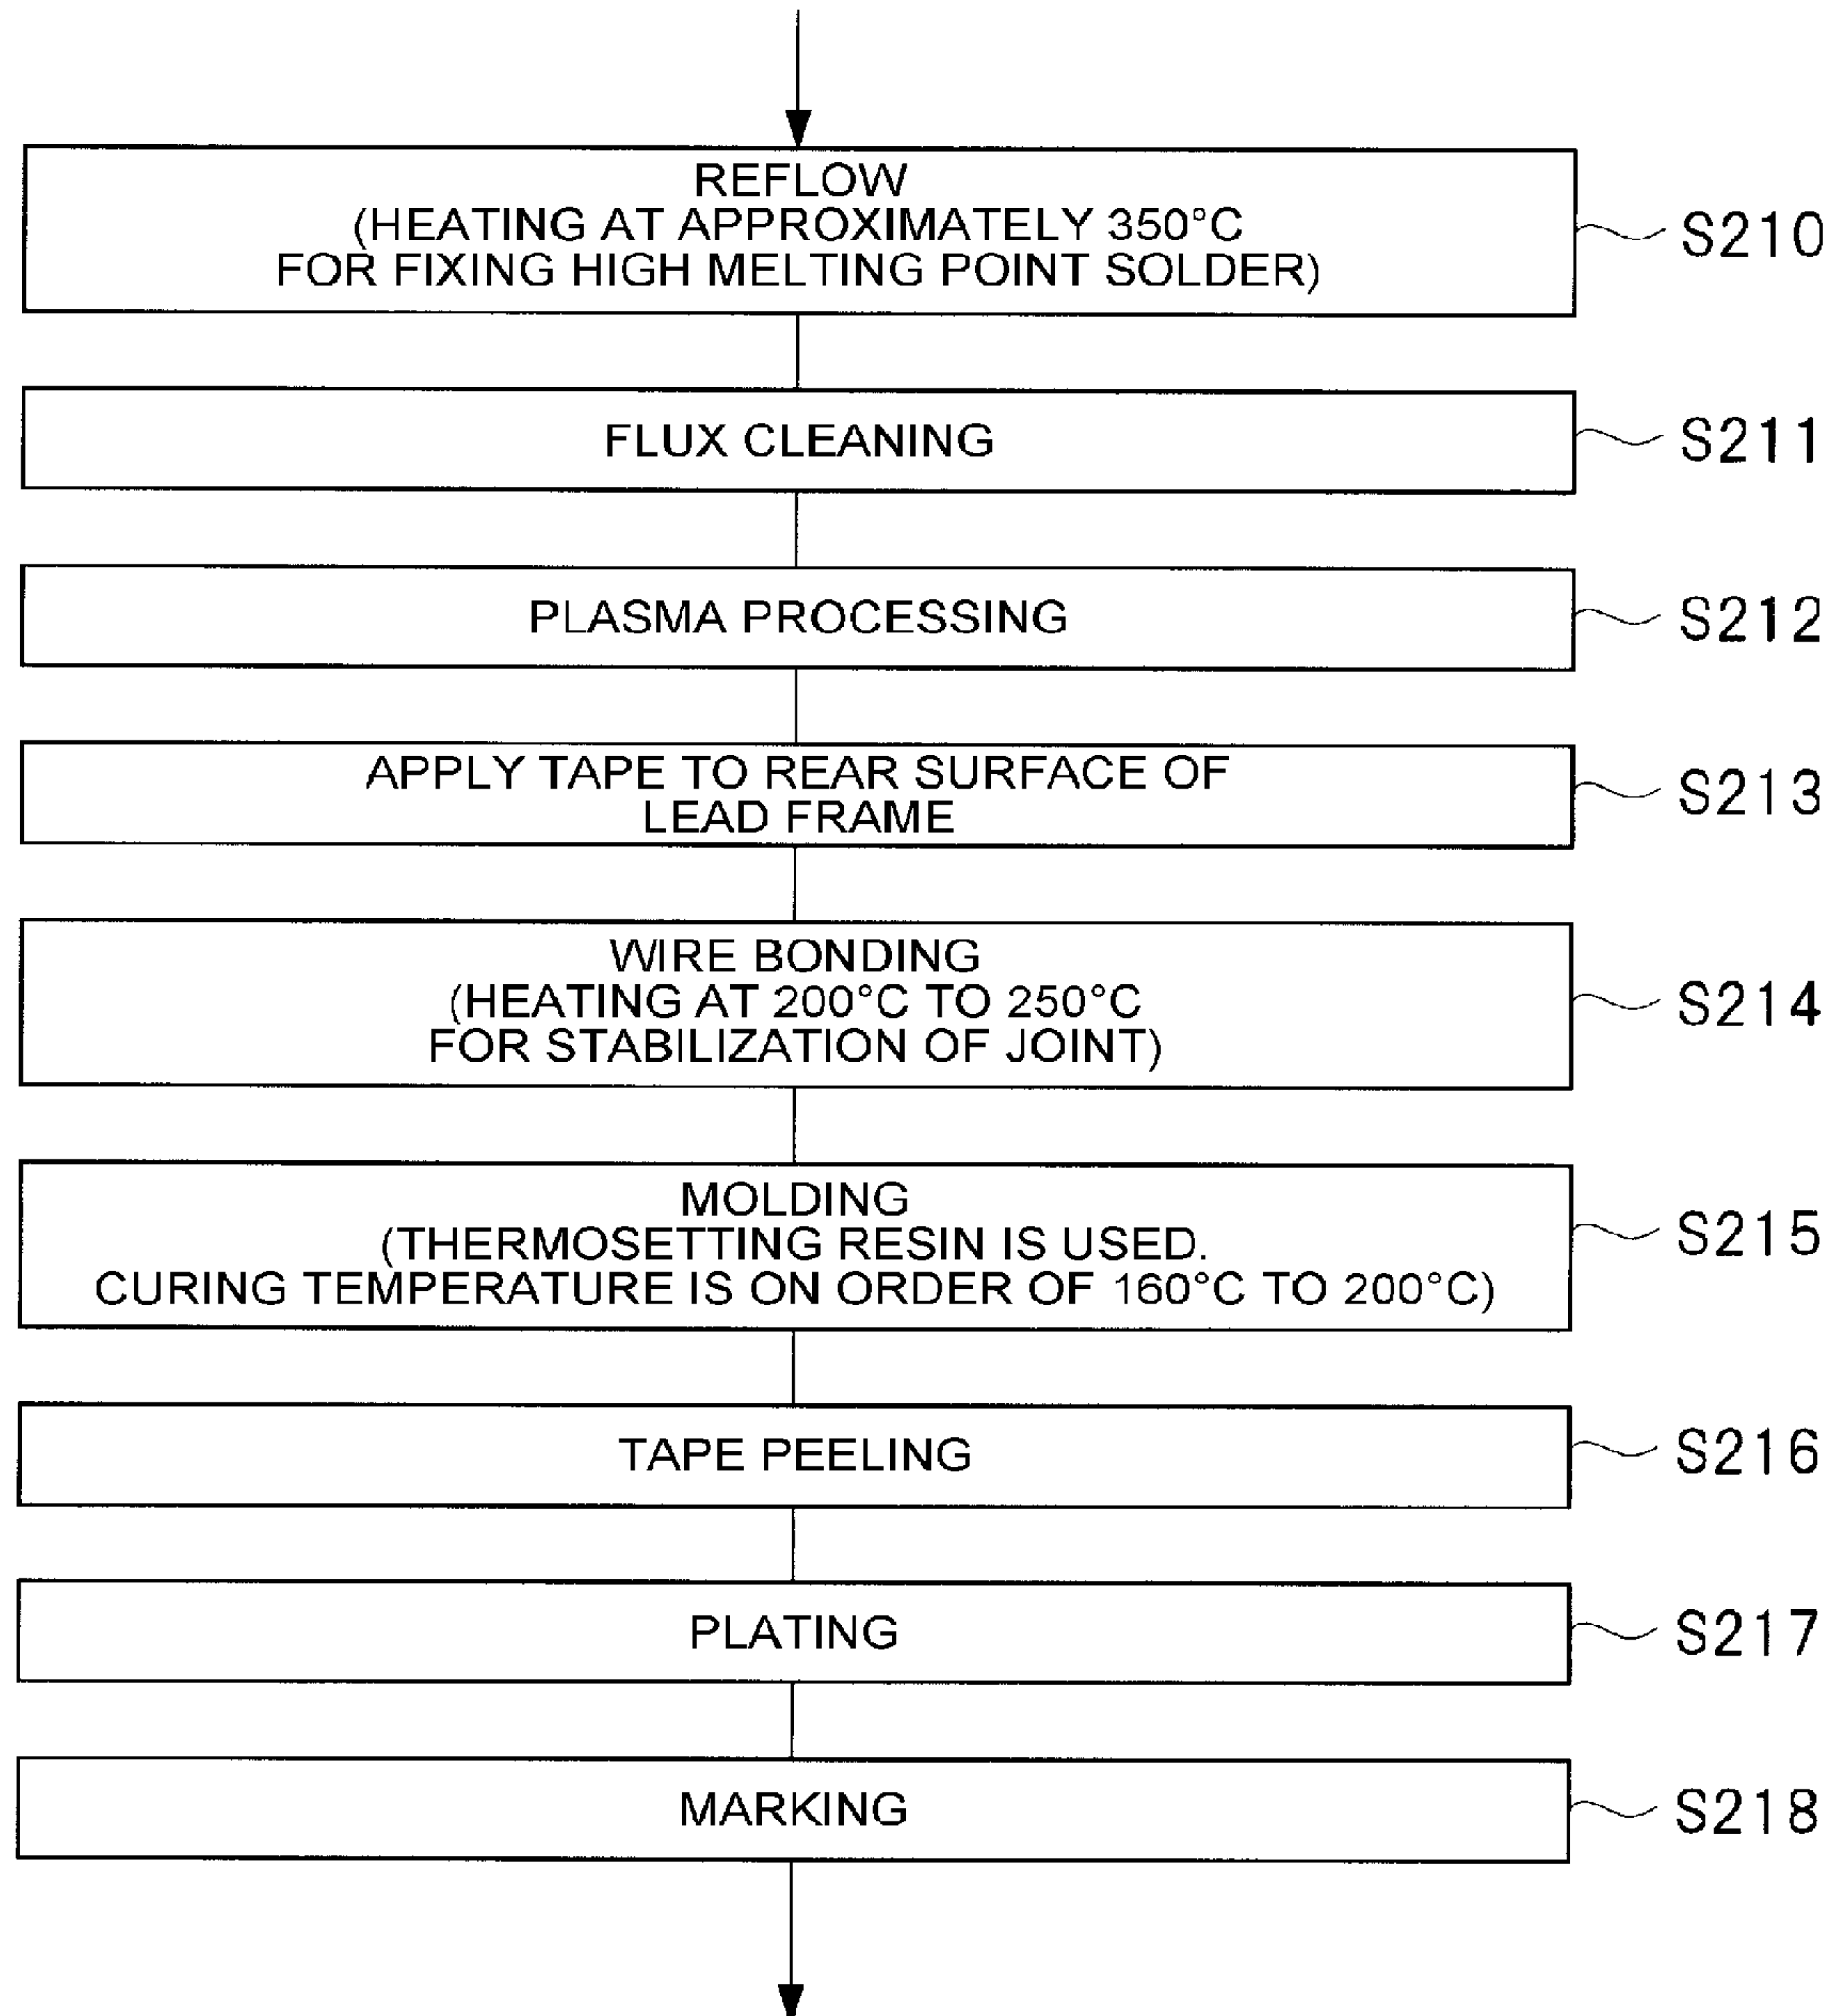 REFLOW
(HEATING AT APPROXIMATELY 350°C
FOR FIXING HIGH MELTING POINT SOLDER)
S210
FLUX CLEANING
S211
PLASMA PROCESSING
S212
APPLY TAPE TO REAR SURFACE OF
LEAD FRAME
S213
WIRE BONDING
(HEATING AT 200°C TO 250°C
FOR STABILIZATION OF JOINT)
S214
MOLDING
(THERMOSETTING RESIN IS USED.
CURING TEMPERATURE IS ON ORDER OF 160°C TO 200°C)
S215
TAPE PEELING
S216
PLATING
S217
MARKING
S218